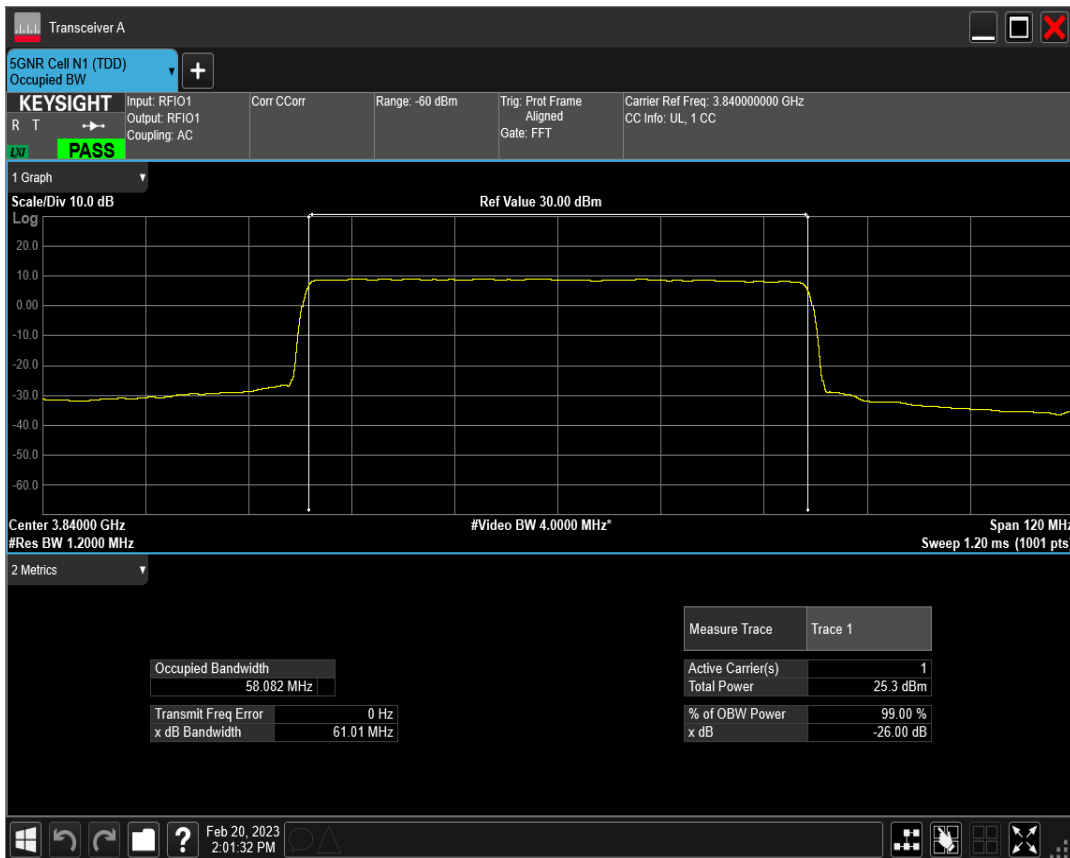 Transceiver A
5GNR Cell N1 (TDD)
Occupied BW
+
KEYSIGHT
R T
LXI
PASS
Input: RFIO1
Output: RFIO1
Coupling: AC
Corr CCorr
Range: -60 dBm
Trig: Prot Frame
Aligned
Gate: FFT
Carrier Ref Freq: 3.840000000 GHz
CC Info: UL, 1 CC
1 Graph
Scale/Div 10.0 dB
Ref Value 30.00 dBm
Log
20.0
10.0
0.00
-10.0
-20.0
-30.0
-40.0
-50.0
-60.0
Center 3.84000 GHz
#Video BW 4.0000 MHz*
Span 120 MHz
#Res BW 1.2000 MHz
Sweep 1.20 ms (1001 pts)
2 Metrics
Measure Trace Trace 1
Occupied Bandwidth
58.082 MHz
Active Carrier(s) 1
Total Power 25.3 dBm
Transmit Freq Error 0 Hz
x dB Bandwidth 61.01 MHz
% of OBW Power 99.00 %
x dB -26.00 dB
?
Feb 20, 2023
2:01:32 PM